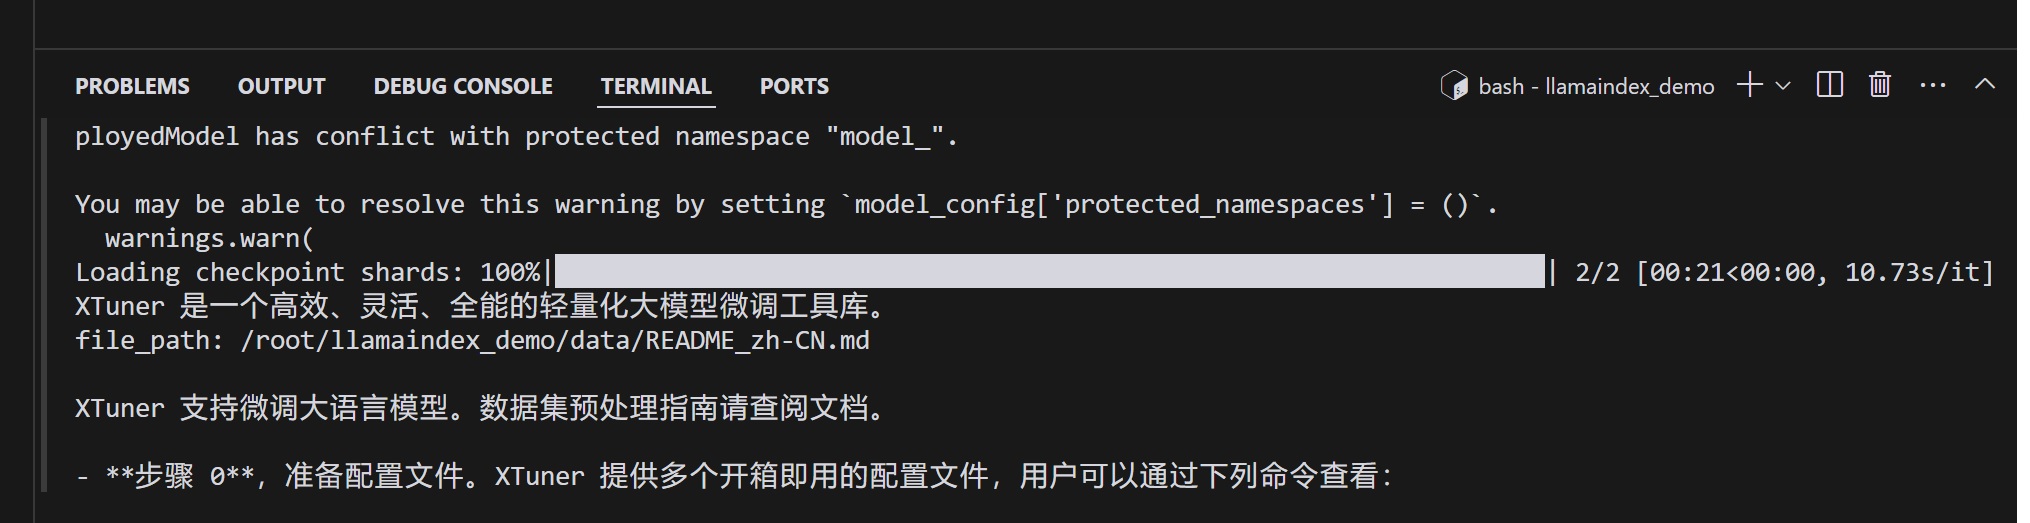 PROBLEMS OUTPUT DEBUG CONSOLE TERMINAL PORTS bash - llamaindex_demo
ployedModel has conflict with protected namespace "model_".
You may be able to resolve this warning by setting `model_config['protected_namespaces'] = ()`.
warnings.warn(
Loading checkpoint shards: 100%| | 2/2 [00:21<00:00, 10.73s/it]
XTuner 是一个高效、灵活、全能的轻量化大模型微调工具库。
file_path: /root/llamaindex_demo/data/README_zh-CN.md
XTuner 支持微调大语言模型。数据集预处理指南请查阅文档。
- **步骤 0**，准备配置文件。XTuner 提供多个开箱即用的配置文件，用户可以通过下列命令查看：